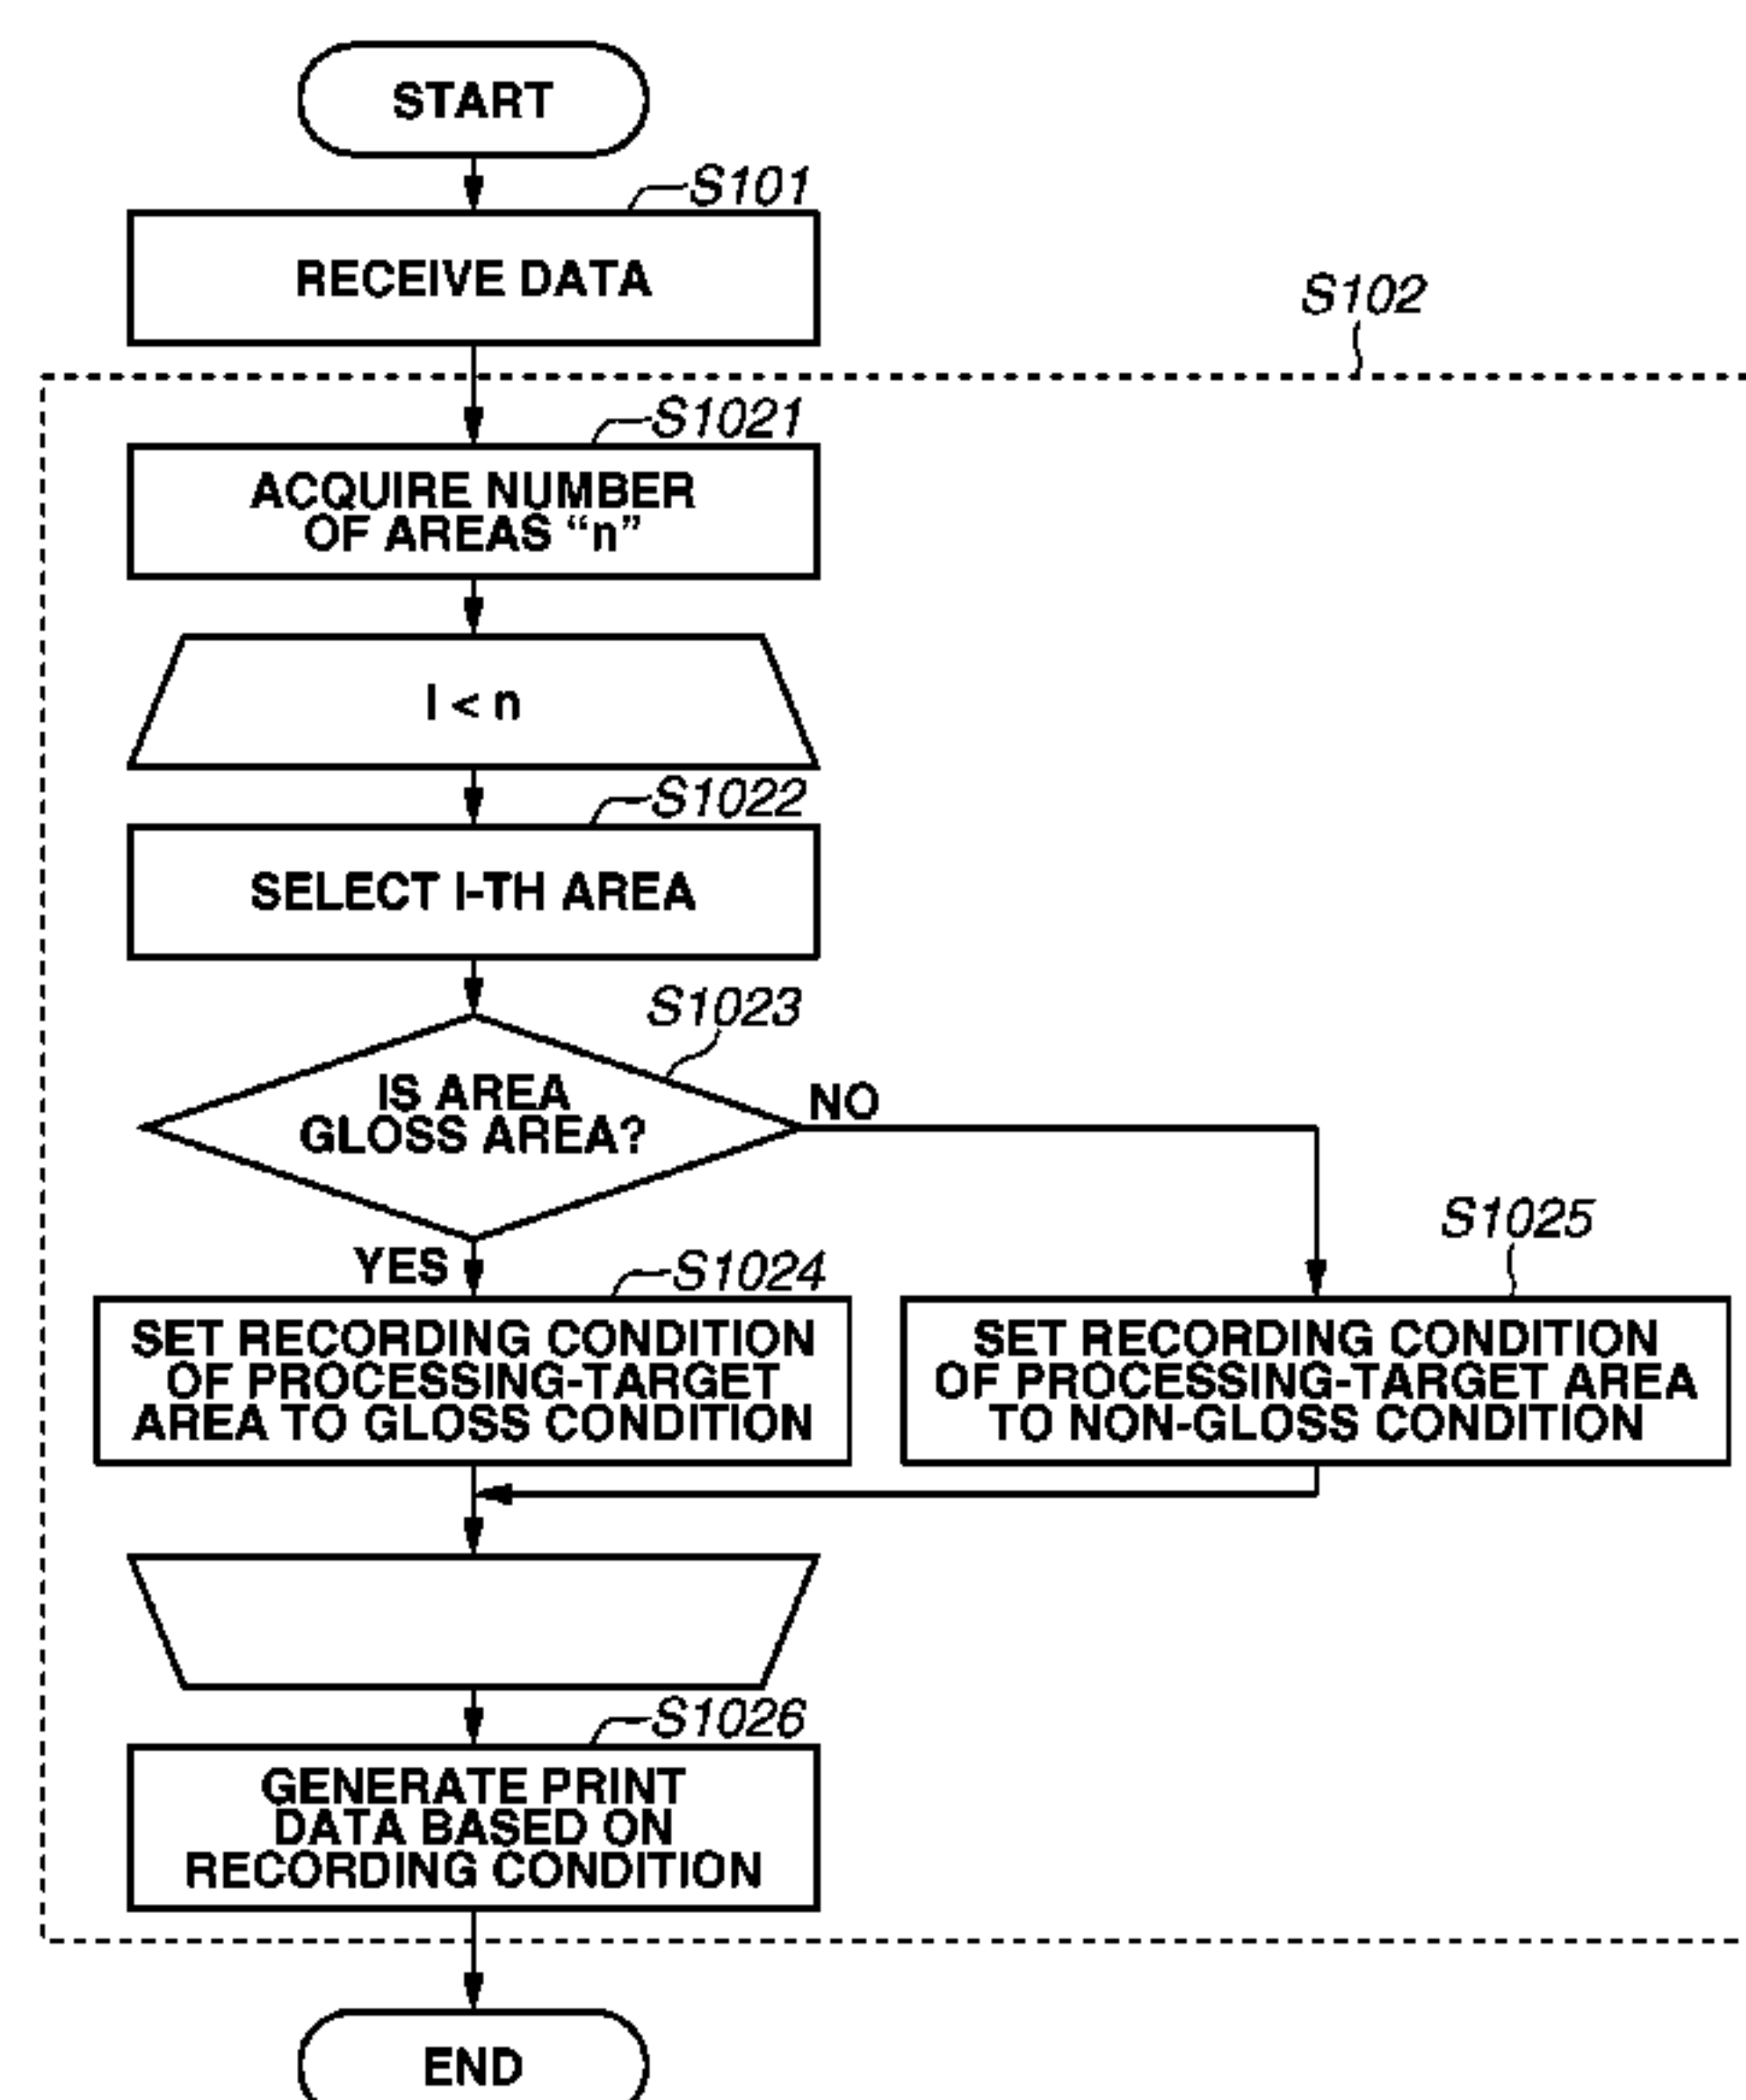 START
S101
RECEIVE DATA
S102
S1021
ACQUIRE NUMBER
OF AREAS “n”
I < n
S1022
SELECT I-TH AREA
S1023
IS AREA
GLOSS AREA?
NO
YES
S1024
SET RECORDING CONDITION
OF PROCESSING-TARGET
AREA TO GLOSS CONDITION
S1025
SET RECORDING CONDITION
OF PROCESSING-TARGET AREA
TO NON-GLOSS CONDITION
S1026
GENERATE PRINT
DATA BASED ON
RECORDING CONDITION
END